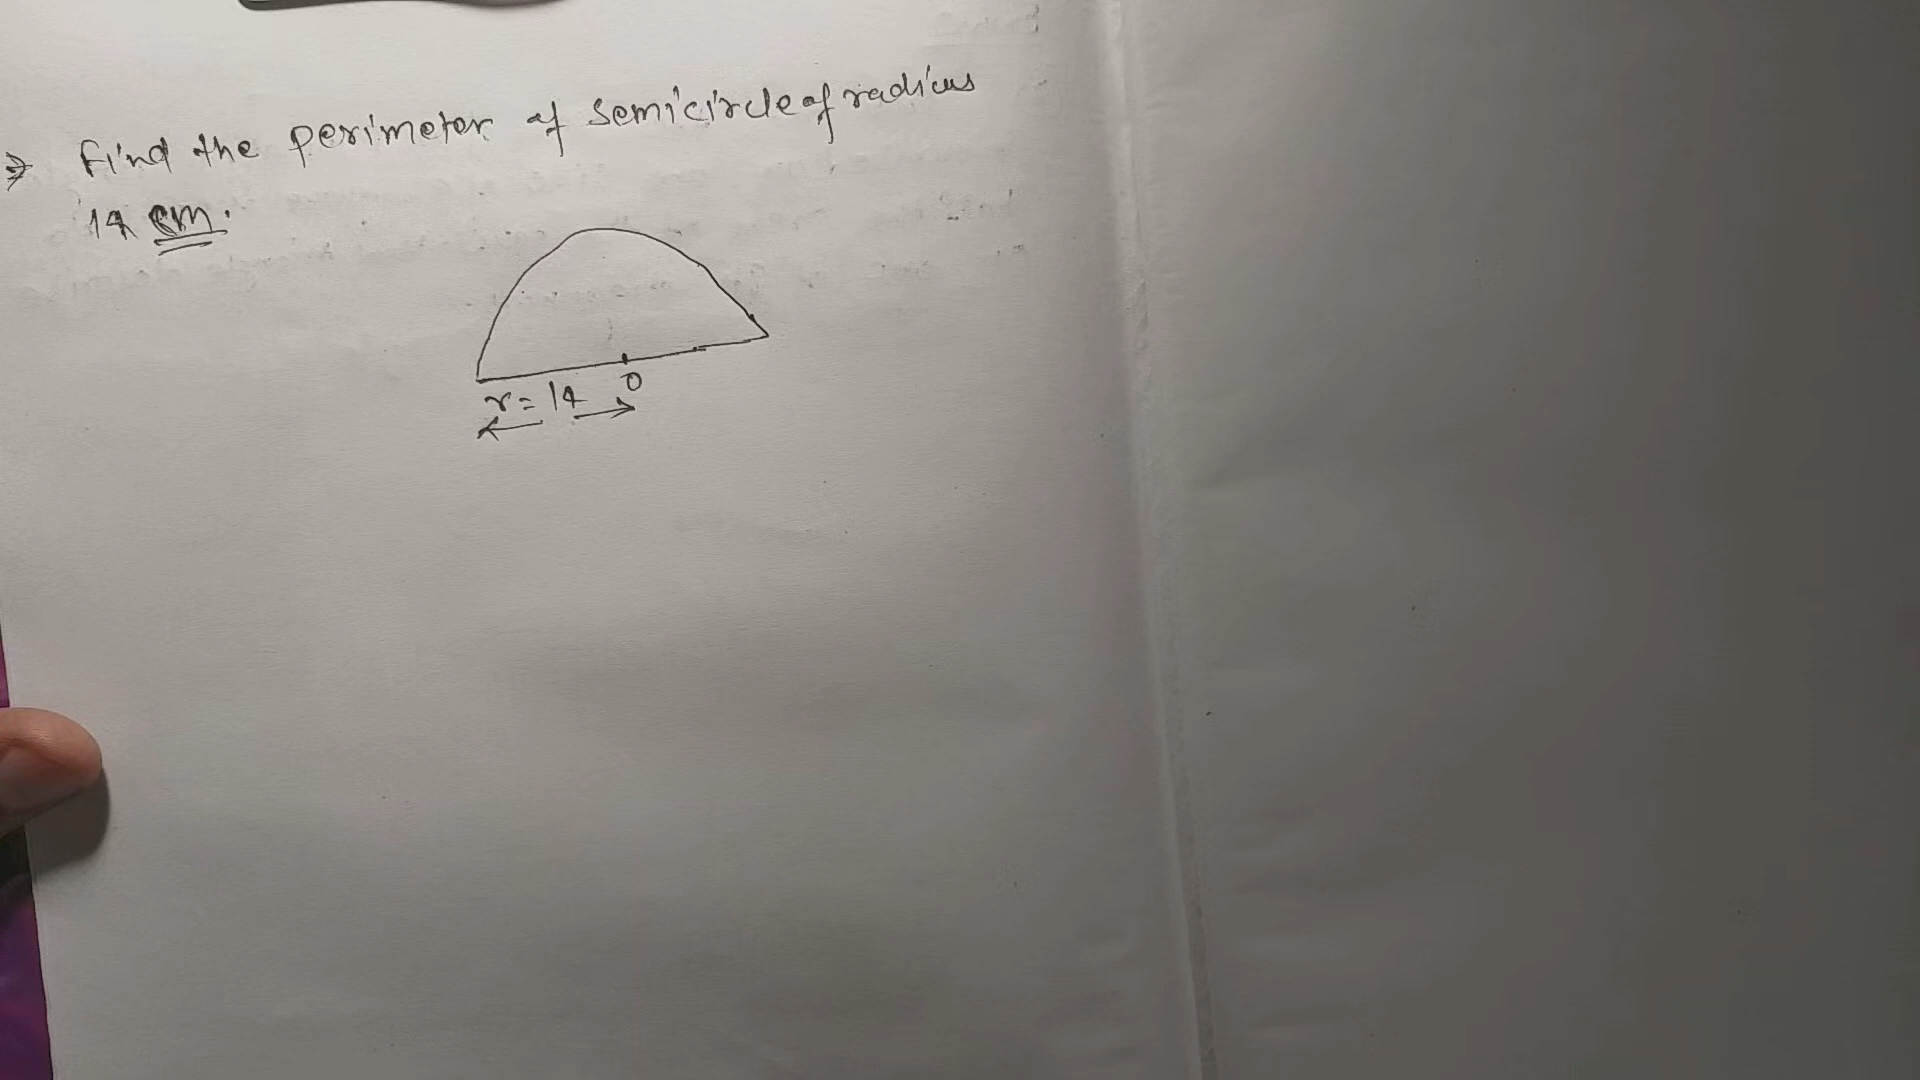 Find the perimeter of semicircle of radius
14 cm.
O
r = 14